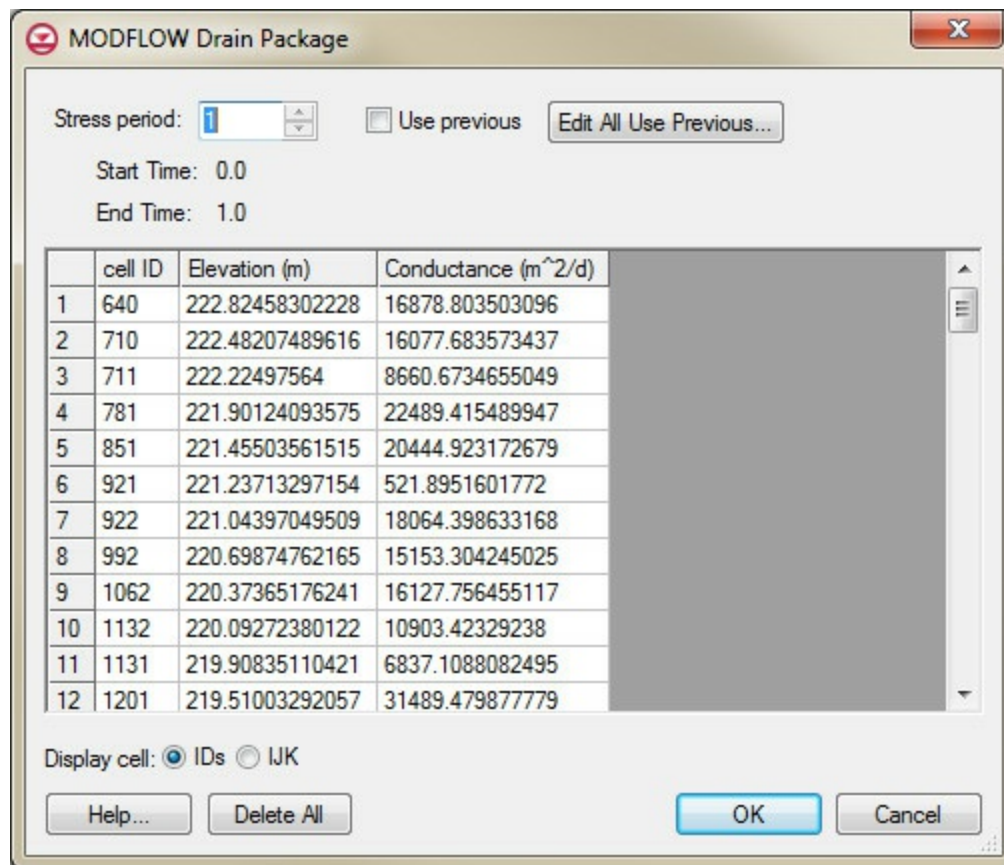 MODFLOW Drain Package
x
Stress period: 1 Use previous Edit All Use Previous...
Start Time: 0.0
End Time: 1.0
cell ID Elevation (m) Conductance (m^2/d)
1 640 222.82458302228 16878.803503096
2 710 222.48207489616 16077.683573437
3 711 222.22497564 8660.6734655049
4 781 221.90124093575 22489.415489947
5 851 221.45503561515 20444.923172679
6 921 221.23713297154 521.8951601772
7 922 221.04397049509 18064.398633168
8 992 220.69874762165 15153.304245025
9 1062 220.37365176241 16127.756455117
10 1132 220.09272380122 10903.42329238
11 1131 219.90835110421 6837.1088082495
12 1201 219.51003292057 31489.479877779
Display cell: IDs IJK
Help... Delete All OK Cancel